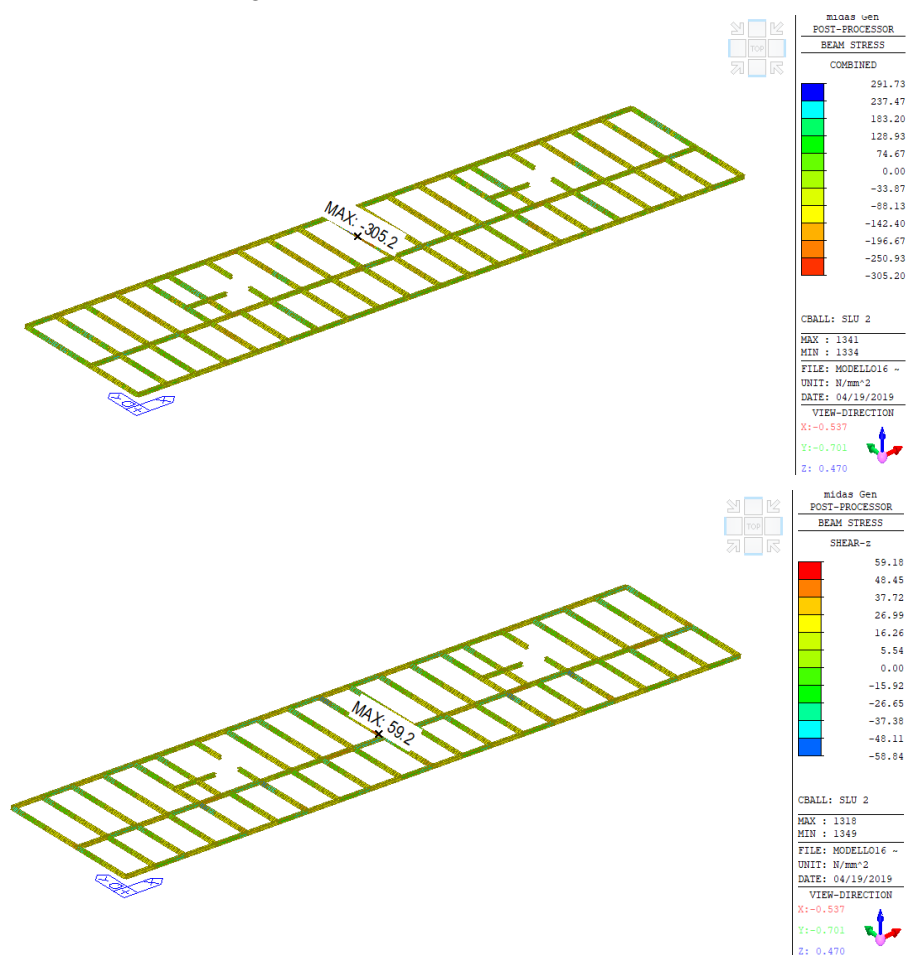 midas Gen
POST-PROCESSOR
BEAM STRESS
COMBINED
291.73
237.47
183.20
128.93
74.67
0.00
-33.87
-88.13
-142.40
-196.67
-250.93
-305.20
CBALL: SLU 2
MAX : 1341
MIN : 1334
FILE: MODELLO16 ~
UNIT: N/mm^2
DATE: 04/19/2019
VIEW-DIRECTION
X:-0.537
Y:-0.701
Z: 0.470
TOP
MAX: -305.2
midas Gen
POST-PROCESSOR
BEAM STRESS
SHEAR-z
59.18
48.45
37.72
26.99
16.26
5.54
0.00
-15.92
-26.65
-37.38
-48.11
-58.84
CBALL: SLU 2
MAX : 1318
MIN : 1349
FILE: MODELLO16 ~
UNIT: N/mm^2
DATE: 04/19/2019
VIEW-DIRECTION
X:-0.537
Y:-0.701
Z: 0.470
TOP
MAX: 59.2